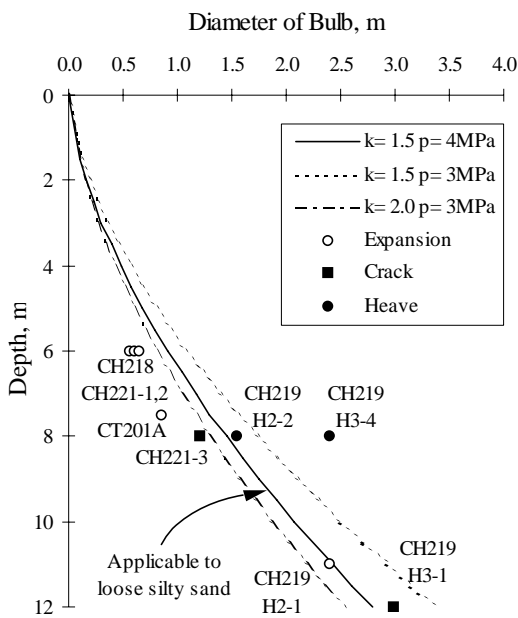 Diameter of Bulb, m
0.0 0.5 1.0 1.5 2.0 2.5 3.0 3.5 4.0
Depth, m
0
2
4
6
8
10
12
k= 1.5 p= 4MPa
k= 1.5 p= 3MPa
k= 2.0 p= 3MPa
Expansion
Crack
Heave
CH218
CH221-1,2
CT201A
CH221-3
CH219
H2-2
CH219
H3-4
Applicable to
loose silty sand
CH219
H2-1
CH219
H3-1